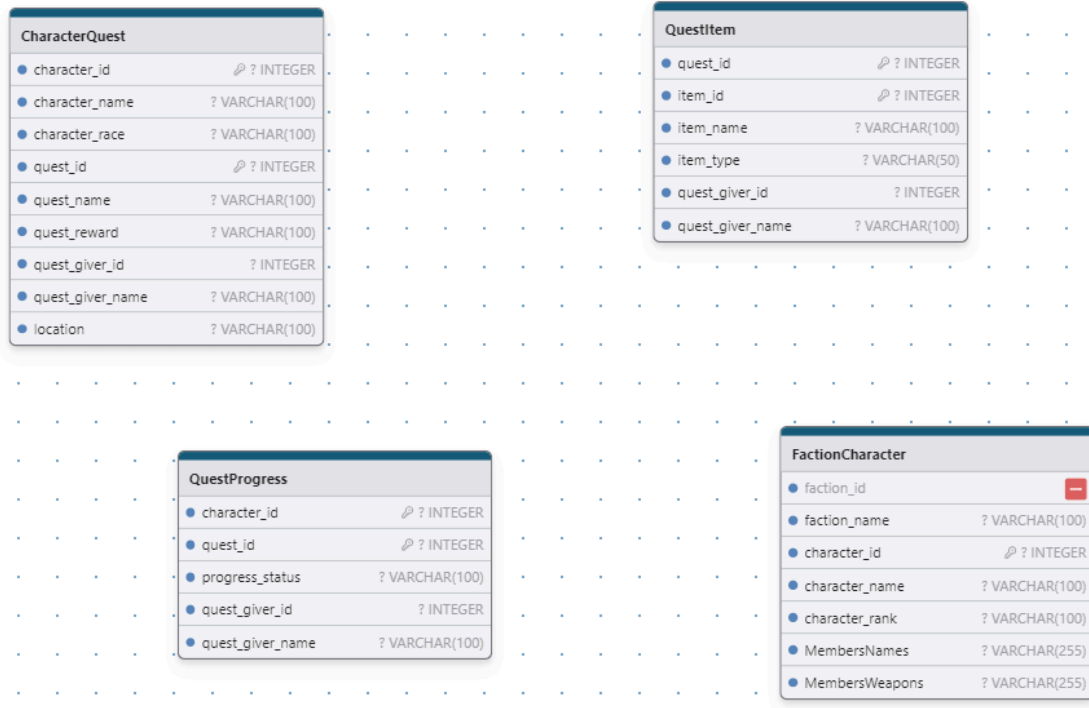 CharacterQuest
character_id ? INTEGER
character_name ? VARCHAR(100)
character_race ? VARCHAR(100)
quest_id ? INTEGER
quest_name ? VARCHAR(100)
quest_reward ? VARCHAR(100)
quest_giver_id ? INTEGER
quest_giver_name ? VARCHAR(100)
location ? VARCHAR(100)
QuestItem
quest_id ? INTEGER
item_id ? INTEGER
item_name ? VARCHAR(100)
item_type ? VARCHAR(50)
quest_giver_id ? INTEGER
quest_giver_name ? VARCHAR(100)
QuestProgress
character_id ? INTEGER
quest_id ? INTEGER
progress_status ? VARCHAR(100)
quest_giver_id ? INTEGER
quest_giver_name ? VARCHAR(100)
FactionCharacter
faction_id
faction_name ? VARCHAR(100)
character_id ? INTEGER
character_name ? VARCHAR(100)
character_rank ? VARCHAR(100)
MembersNames ? VARCHAR(255)
MembersWeapons ? VARCHAR(255)